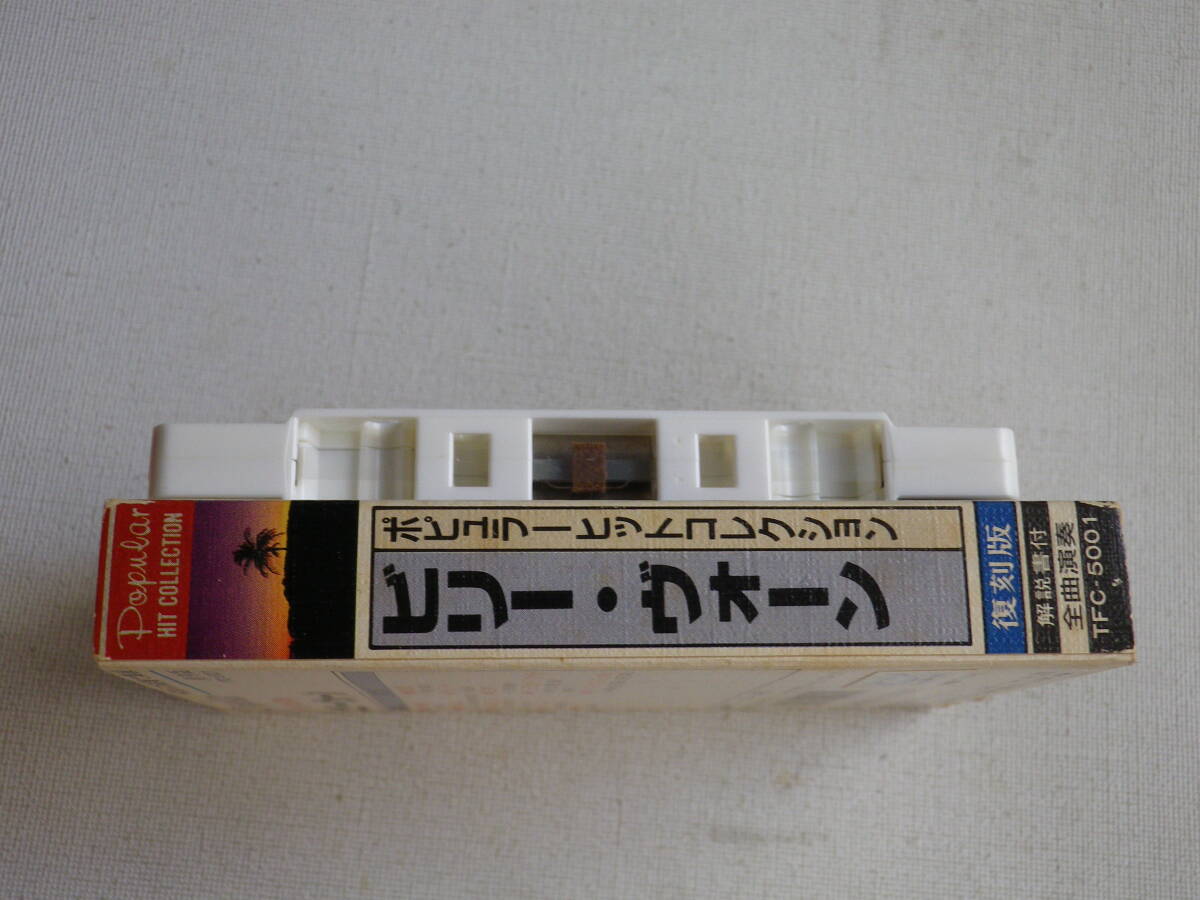 Popular
HIT COLLECTION
ポピュラーヒットコレクション
ビリー・ヴォーン
復刻版
解説書付
全曲演奏
TFC-5001